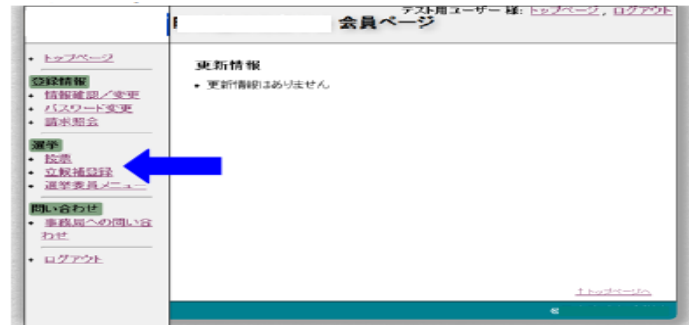 テスト用ユーザー 様: トップページ , ログアウト
会員ページ
・ トップページ
登録情報
・ 情報確認／変更
・ パスワード変更
・ 請求照会
選挙
・ 投票
・ 立候補登録
・ 選挙委員メニュー
問い合わせ
・ 事務局への問い合
わせ
・ ログアウト
更新情報
・ 更新情報はありません
↑トップページへ